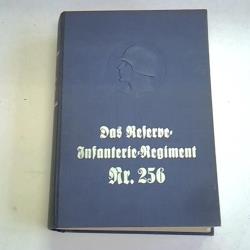 Das Reserve-
Infanterie-Regiment
Nr. 256